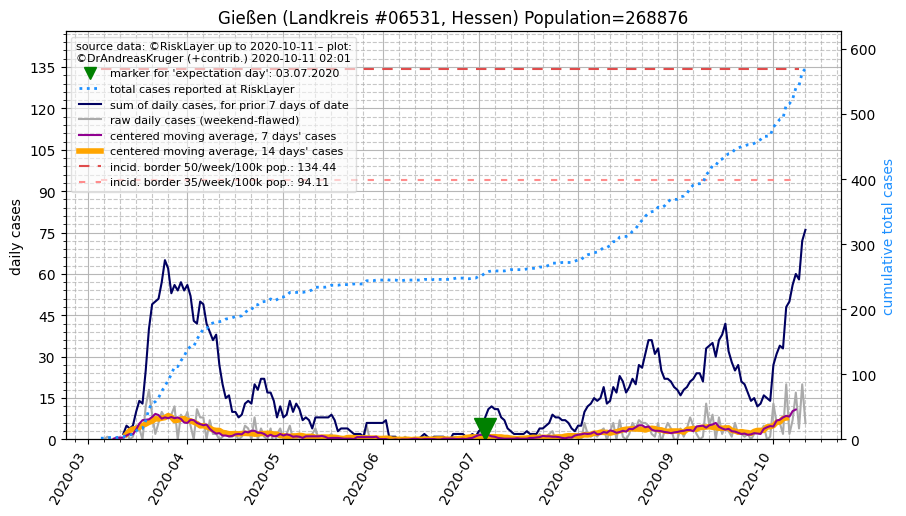 Gießen (Landkreis #06531, Hessen) Population=268876
source data: ©RiskLayer up to 2020-10-11 – plot:
©DrAndreasKruger (+contrib.) 2020-10-11 02:01
marker for 'expectation day': 03.07.2020
total cases reported at RiskLayer
sum of daily cases, for prior 7 days of date
raw daily cases (weekend-flawed)
centered moving average, 7 days' cases
centered moving average, 14 days' cases
incid. border 50/week/100k pop.: 134.44
incid. border 35/week/100k pop.: 94.11
daily cases
135
120
105
90
75
60
45
30
15
0
cumulative total cases
600
500
400
300
200
100
0
2020-03
2020-04
2020-05
2020-06
2020-07
2020-08
2020-09
2020-10